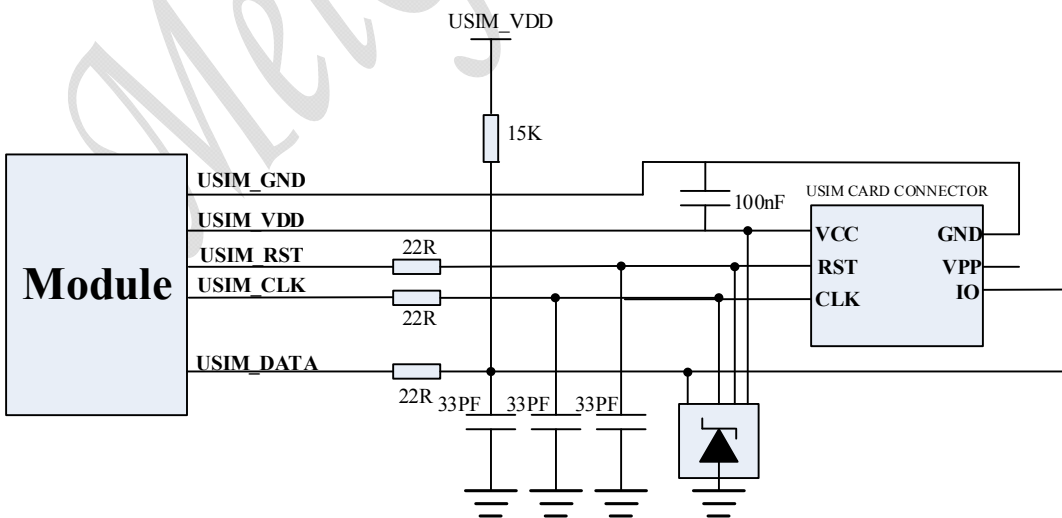 USIM_VDD
15K
USIM_GND
USIM CARD CONNECTOR
100nF
USIM_VDD
VCC
GND
22R
USIM_RST
RST
VPP
Module
USIM_CLK
CLK
IO
22R
USIM_DATA
22R
33PF
33PF
33PF